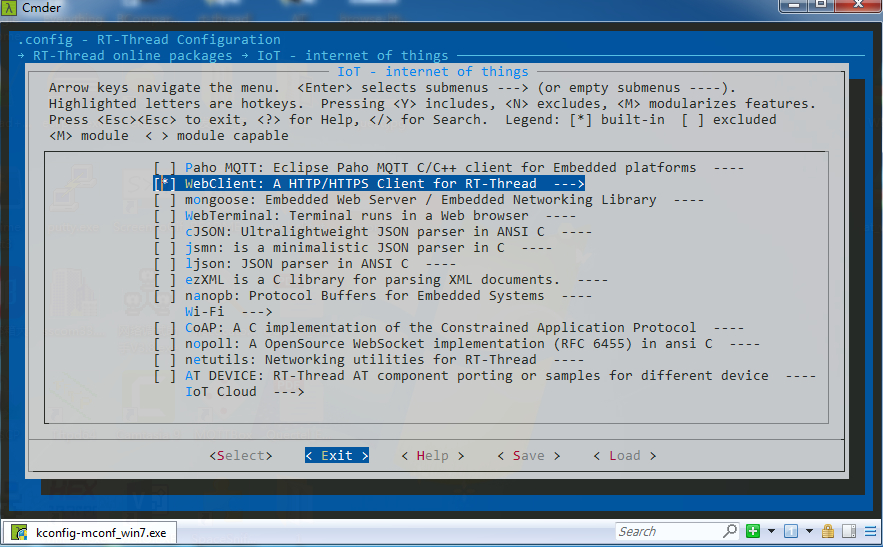 Cmder
.config - RT-Thread Configuration
→ RT-Thread online packages → IoT - internet of things
IoT - internet of things
Arrow keys navigate the menu.  <Enter> selects submenus ---> (or empty submenus ----).
Highlighted letters are hotkeys.  Pressing <Y> includes, <N> excludes, <M> modularizes features.
Press <Esc><Esc> to exit, <?> for Help, </> for Search.  Legend: [*] built-in  [ ] excluded
<M> module  < > module capable
[ ] Paho MQTT: Eclipse Paho MQTT C/C++ client for Embedded platforms  ----
[*] WebClient: A HTTP/HTTPS Client for RT-Thread  --->
[ ] mongoose: Embedded Web Server / Embedded Networking Library  ----
[ ] WebTerminal: Terminal runs in a Web browser  ----
[ ] cJSON: Ultralightweight JSON parser in ANSI C  ----
[ ] jsmn: is a minimalistic JSON parser in C  ----
[ ] ljson: JSON parser in ANSI C  ----
[ ] ezXML is a C library for parsing XML documents.  ----
[ ] nanopb: Protocol Buffers for Embedded Systems  ----
Wi-Fi  --->
[ ] CoAP: A C implementation of the Constrained Application Protocol  ----
[ ] nopoll: A OpenSource WebSocket implementation (RFC 6455) in ansi C  ----
[ ] netutils: Networking utilities for RT-Thread  ----
[ ] AT DEVICE: RT-Thread AT component porting or samples for different device  ----
IoT Cloud  --->
<Select>    < Exit >    < Help >    < Save >    < Load >
kconfig-mconf_win7.exe    Search